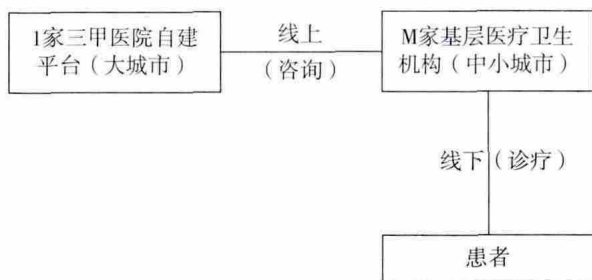 1家三甲医院自建
平台（大城市）
线上
（咨询）
M家基层医疗卫生
机构（中小城市）
线下（诊疗）
患者